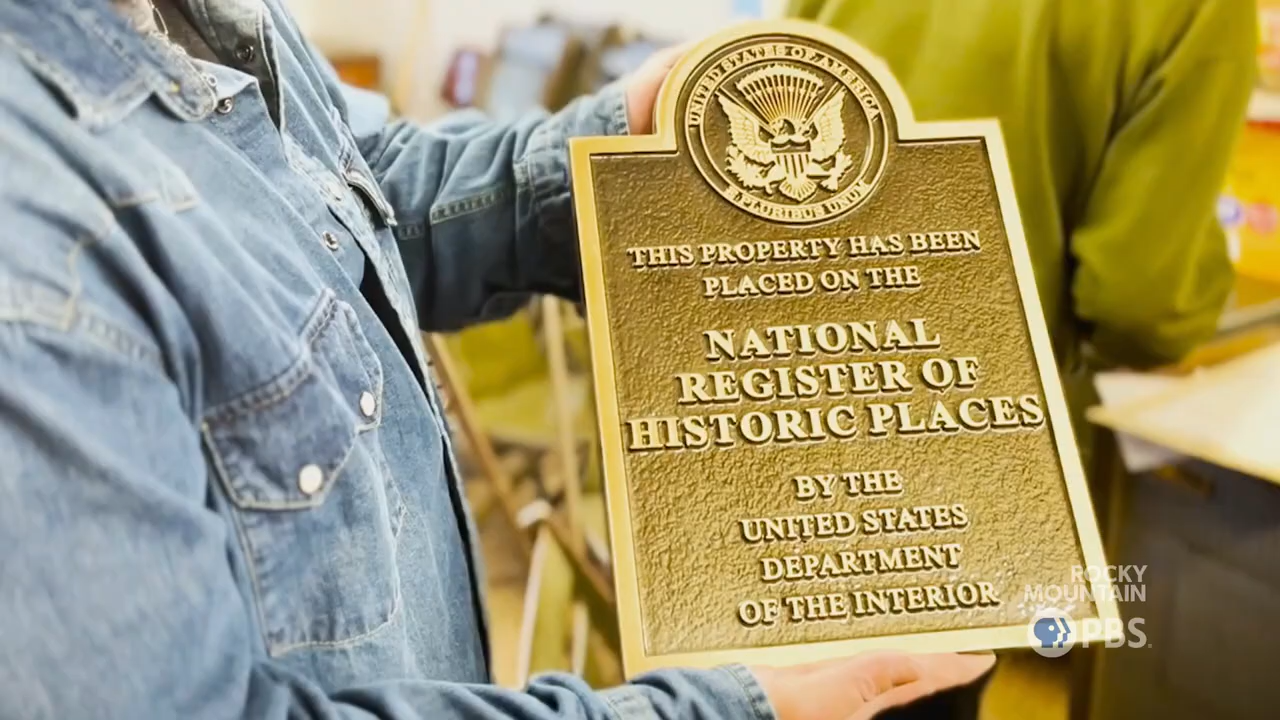 UNITED STATES OF AMERICA
E PLURIBUS UNUM
THIS PROPERTY HAS BEEN
PLACED ON THE
NATIONAL
REGISTER OF
HISTORIC PLACES
BY THE
UNITED STATES
DEPARTMENT
OF THE INTERIOR
ROCKY
MOUNTAIN
PBS